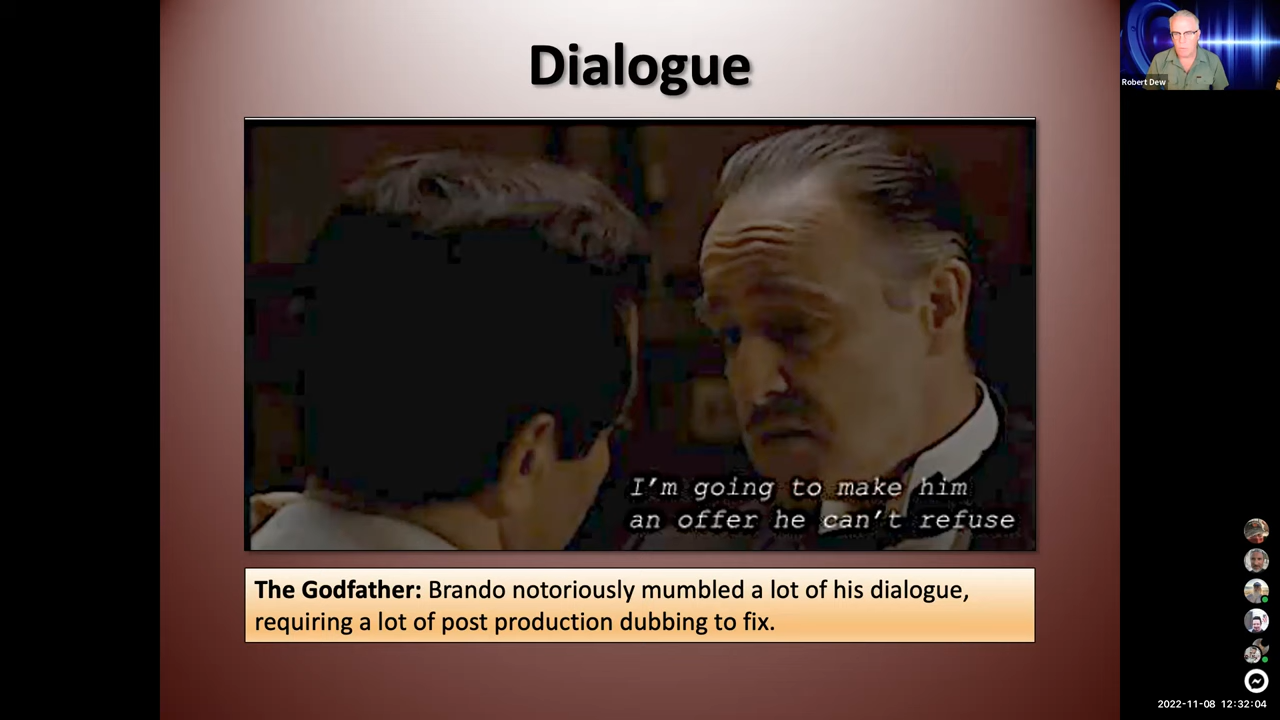 Dialogue
Robert Dew
I'm going to make him
an offer he can't refuse
The Godfather: Brando notoriously mumbled a lot of his dialogue,
requiring a lot of post production dubbing to fix.
2022-11-08 12:32:04